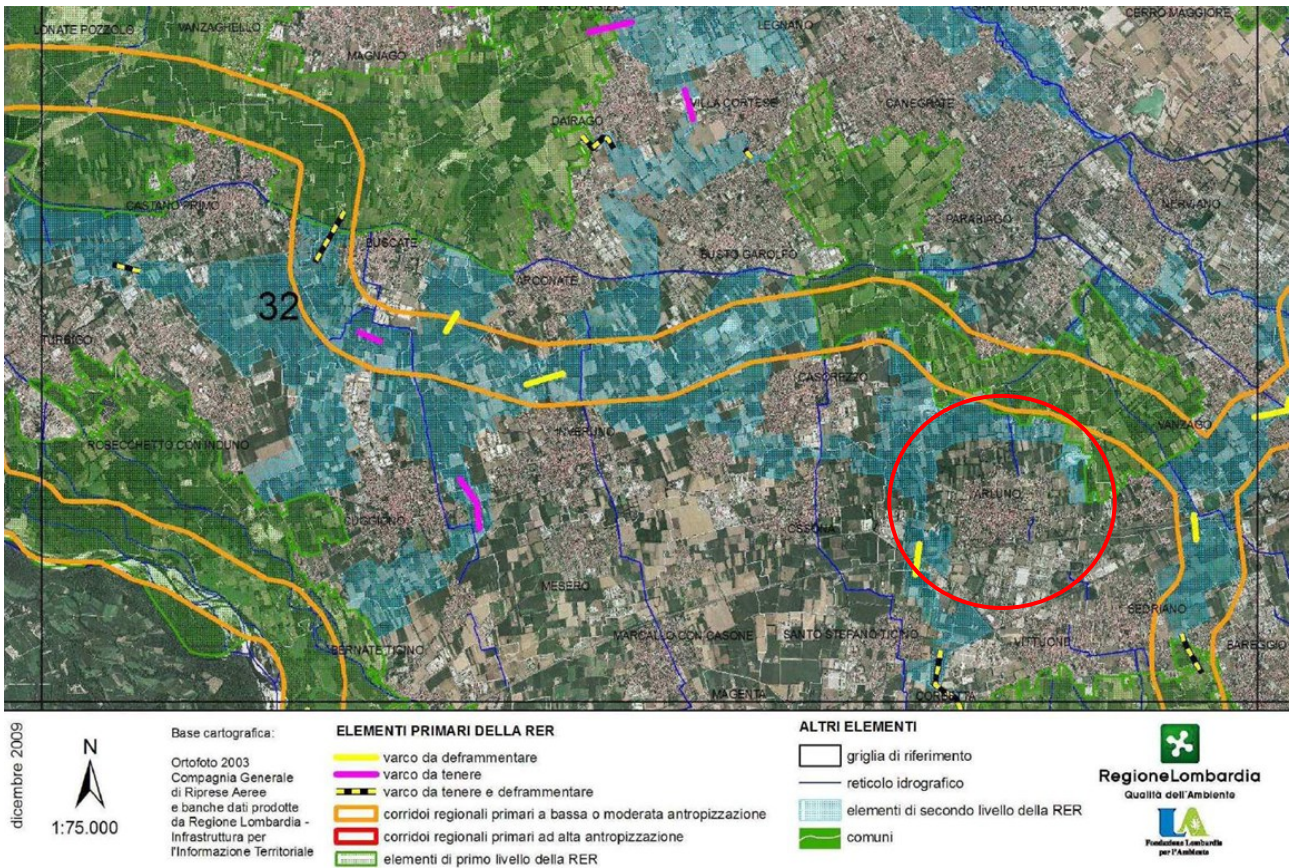 LONATE POZZOLO
VANZAGHELLO
MAGNAGO
LEGNANO
CERRO MAGGIORE
VILLA CORTESE
CANEGRATE
DAIRAGO
CASTANO PRIMO
PARABIAGO
NERVIANO
BUSCATE
BUSTO GAROLFO
ARCONATE
32
TURBIGO
CASOREZZO
ROBECCHETTO CON INDUNO
INVERUNO
VANZAGO
ARLUNO
CUGGIONO
OSSONA
MESERO
SEDRIANO
MARCALLO CON CASONE
SANTO STEFANO TICINO
VITTUONE
BERNATE TICINO
BAREGGIO
MAGENTA
CORBETTA
dicembre 2009
N
1:75.000
Base cartografica:
Ortofoto 2003
Compagnia Generale
di Riprese Aeree
e banche dati prodotte
da Regione Lombardia -
Infrastruttura per
l'Informazione Territoriale
ELEMENTI PRIMARI DELLA RER
varco da deframmentare
varco da tenere
varco da tenere e deframmentare
corridoi regionali primari a bassa o moderata antropizzazione
corridoi regionali primari ad alta antropizzazione
elementi di primo livello della RER
ALTRI ELEMENTI
griglia di riferimento
reticolo idrografico
elementi di secondo livello della RER
comuni
RegioneLombardia
Qualità dell'Ambiente
Fondazione Lombardia
per l'Ambiente